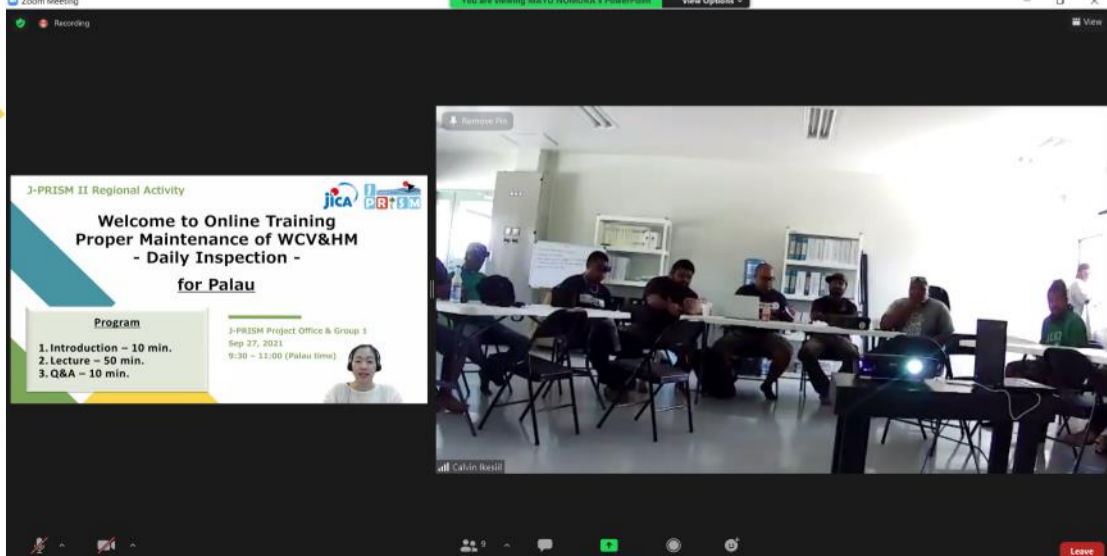 Zoom Meeting
You are viewing MAYU NOMURA's PowerPoint
View Options
Recording
View
Remove Pin
J-PRISM II Regional Activity
jICA
J
PRISM
Welcome to Online Training
Proper Maintenance of WCV&HM
- Daily Inspection -
for Palau
Program
1. Introduction – 10 min.
2. Lecture – 50 min.
3. Q&A – 10 min.
J-PRISM Project Office & Group 1
Sep 27, 2021
9:30 – 11:00 (Palau time)
Calvin Ikesiil
9
Leave